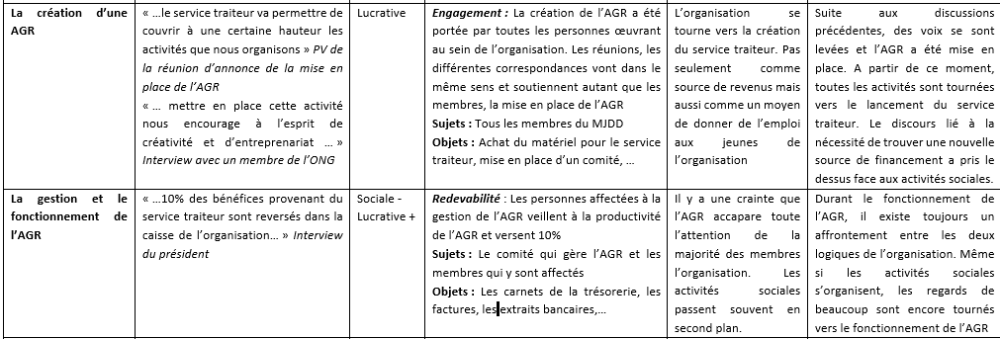 La création d'une
AGR
« …le service traiteur va permettre de
couvrir à une certaine hauteur les
activités que nous organisons » PV de
la réunion d'annonce de la mise en
place de l'AGR
« … mettre en place cette activité
nous encourage à l'esprit de
créativité et d'entreprenariat … »
Interview avec un membre de l'ONG
Lucrative
Engagement : La création de l'AGR a été
portée par toutes les personnes œuvrant
au sein de l'organisation. Les réunions, les
différentes correspondances vont dans le
même sens et soutiennent autant que les
membres, la mise en place de l'AGR
Sujets : Tous les membres du MJDD
Objets : Achat du matériel pour le service
traiteur, mise en place d'un comité, …
L'organisation se
tourne vers la création
du service traiteur. Pas
seulement comme
source de revenus mais
aussi comme un moyen
de donner de l'emploi
aux jeunes de
l'organisation
Suite aux discussions
précédentes, des voix se sont
levées et l'AGR a été mise en
place. A partir de ce moment,
toutes les activités sont tournées
vers le lancement du service
traiteur. Le discours lié à la
nécessité de trouver une nouvelle
source de financement a pris le
dessus face aux activités sociales.
La gestion et le
fonctionnement de
l'AGR
« …10% des bénéfices provenant du
service traiteur sont reversés dans la
caisse de l'organisation… » Interview
du président
Sociale -
Lucrative +
Redevabilité : Les personnes affectées à la
gestion de l'AGR veillent à la productivité
de l'AGR et versent 10%
Sujets : Le comité qui gère l'AGR et les
membres qui y sont affectés
Objets : Les carnets de la trésorerie, les
factures, les extraits bancaires,…
Il y a une crainte que
l'AGR accapare toute
l'attention de la
majorité des membres
l'organisation. Les
activités sociales
passent souvent en
second plan.
Durant le fonctionnement de
l'AGR, il existe toujours un
affrontement entre les deux
logiques de l'organisation. Même
si les activités sociales
s'organisent, les regards de
beaucoup sont encore tournés
vers le fonctionnement de l'AGR